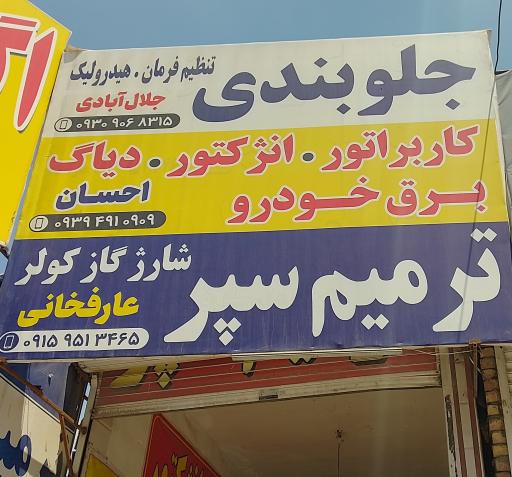 جلوبندی
تنظیم فرمان . هیدرولیک
جلال‌آبادی
۰۹۳۰ ۹۰۶ ۸۳۱۵
کاربراتور . انژکتور . دیاگ
برق خودرو
احسان
۰۹۳۹ ۴۹۱ ۰۹۰۹
ترمیم سپر
شارژ گاز کولر
عارفخانی
۰۹۱۵ ۹۵۱ ۳۴۶۵